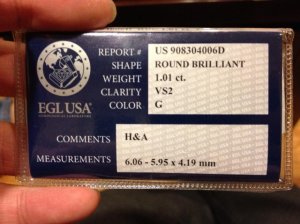 REPORT # US 908304006D
SHAPE ROUND BRILLIANT
WEIGHT 1.01 ct.
CLARITY VS2
COLOR G
EGL USA
COMMENTS H&A
MEASUREMENTS 6.06 - 5.95 x 4.19 mm